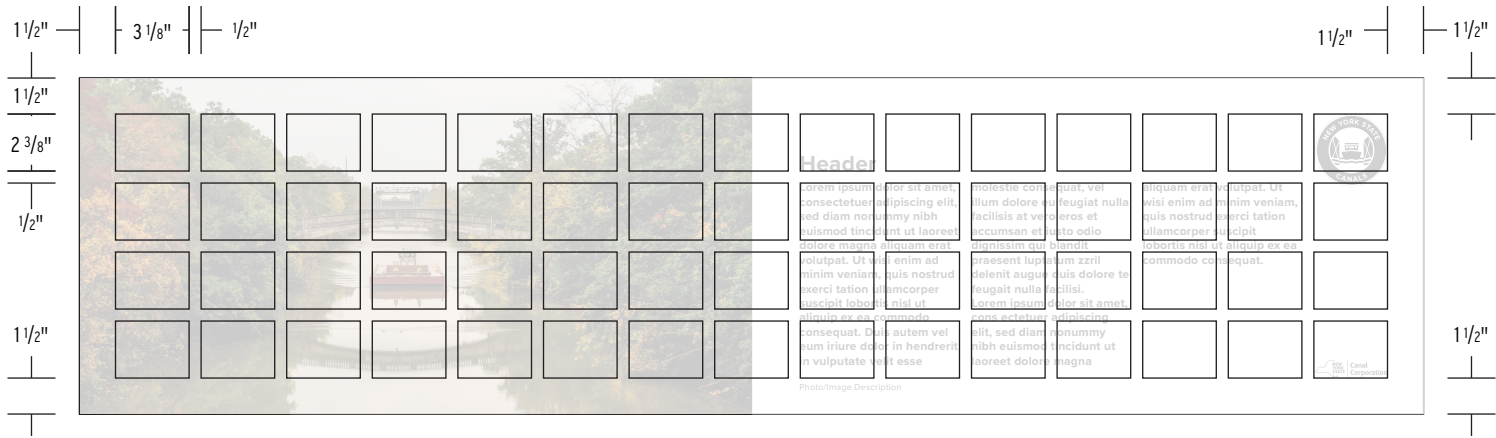 1 1/2" 3 1/8" 1/2" 1 1/2" 1 1/2"
1 1/2"
2 3/8"
1/2"
1 1/2"
1 1/2"
NEW YORK STATE
CANALS
Header
Lorem ipsum dolor sit amet,
consectetuer adipiscing elit,
sed diam nonummy nibh
euismod tincidunt ut laoreet
dolore magna aliquam erat
volutpat. Ut wisi enim ad
minim veniam, quis nostrud
exerci tation ullamcorper
suscipit lobortis nisl ut
aliquip ex ea commodo
consequat. Duis autem vel
eum iriure dolor in hendrerit
in vulputate velit esse
molestie consequat, vel
illum dolore eu feugiat nulla
facilisis at vero eros et
accumsan et iusto odio
dignissim qui blandit
praesent luptatum zzril
delenit augue duis dolore te
feugait nulla facilisi.
Lorem ipsum dolor sit amet,
cons ectetuer adipiscing
elit, sed diam nonummy
nibh euismod tincidunt ut
laoreet dolore magna
aliquam erat volutpat. Ut
wisi enim ad minim veniam,
quis nostrud exerci tation
ullamcorper suscipit
lobortis nisl ut aliquip ex ea
commodo consequat.
Photo/Image Description
NEW
YORK
STATE
Canal
Corporation